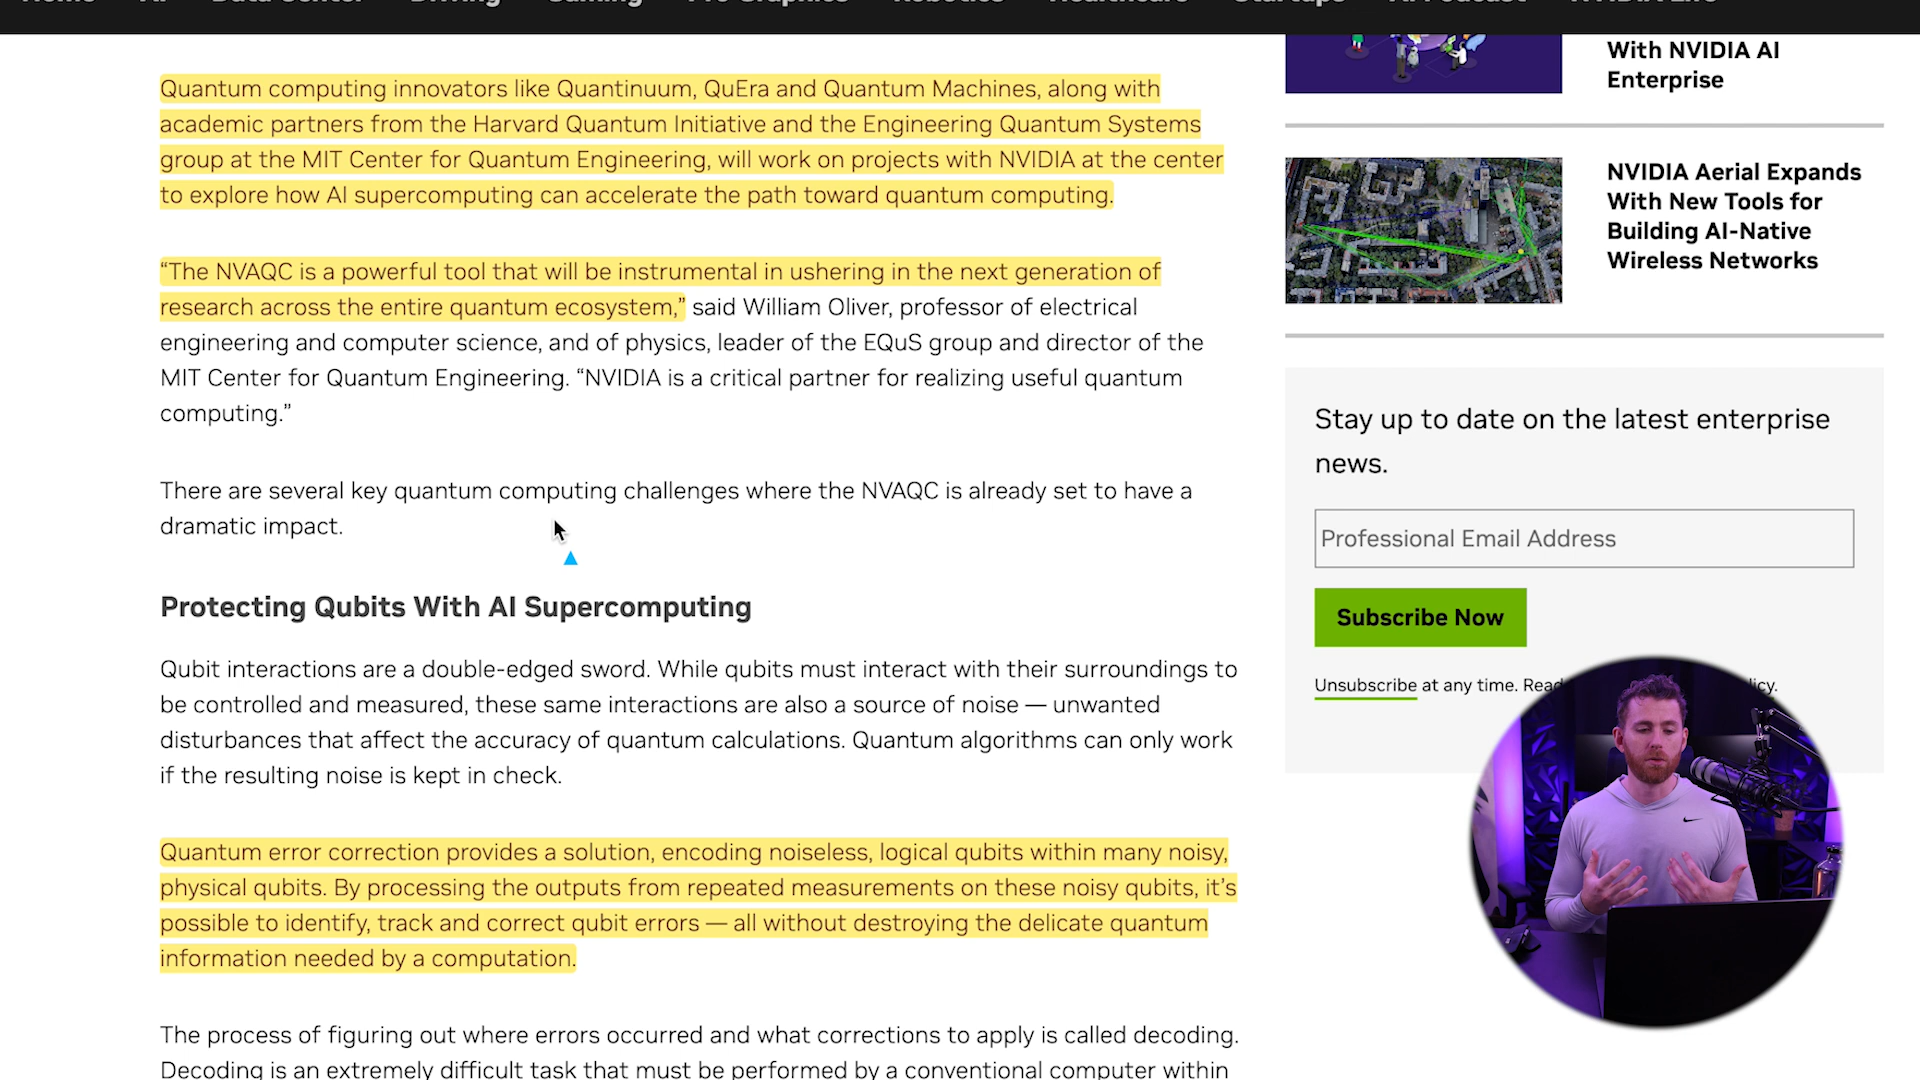 Home AI Data Center Driving Gaming Pro Graphics Robotics Healthcare Startups AI Podcast NVIDIA Life
Quantum computing innovators like Quantinuum, QuEra and Quantum Machines, along with
academic partners from the Harvard Quantum Initiative and the Engineering Quantum Systems
group at the MIT Center for Quantum Engineering, will work on projects with NVIDIA at the center
to explore how AI supercomputing can accelerate the path toward quantum computing.
“The NVAQC is a powerful tool that will be instrumental in ushering in the next generation of
research across the entire quantum ecosystem,” said William Oliver, professor of electrical
engineering and computer science, and of physics, leader of the EQuS group and director of the
MIT Center for Quantum Engineering. “NVIDIA is a critical partner for realizing useful quantum
computing.”
There are several key quantum computing challenges where the NVAQC is already set to have a
dramatic impact.
Protecting Qubits With AI Supercomputing
Qubit interactions are a double-edged sword. While qubits must interact with their surroundings to
be controlled and measured, these same interactions are also a source of noise — unwanted
disturbances that affect the accuracy of quantum calculations. Quantum algorithms can only work
if the resulting noise is kept in check.
Quantum error correction provides a solution, encoding noiseless, logical qubits within many noisy,
physical qubits. By processing the outputs from repeated measurements on these noisy qubits, it’s
possible to identify, track and correct qubit errors — all without destroying the delicate quantum
information needed by a computation.
The process of figuring out where errors occurred and what corrections to apply is called decoding.
Decoding is an extremely difficult task that must be performed by a conventional computer within
With NVIDIA AI
Enterprise
NVIDIA Aerial Expands
With New Tools for
Building AI-Native
Wireless Networks
Stay up to date on the latest enterprise
news.
Professional Email Address
Subscribe Now
Unsubscribe at any time. Read